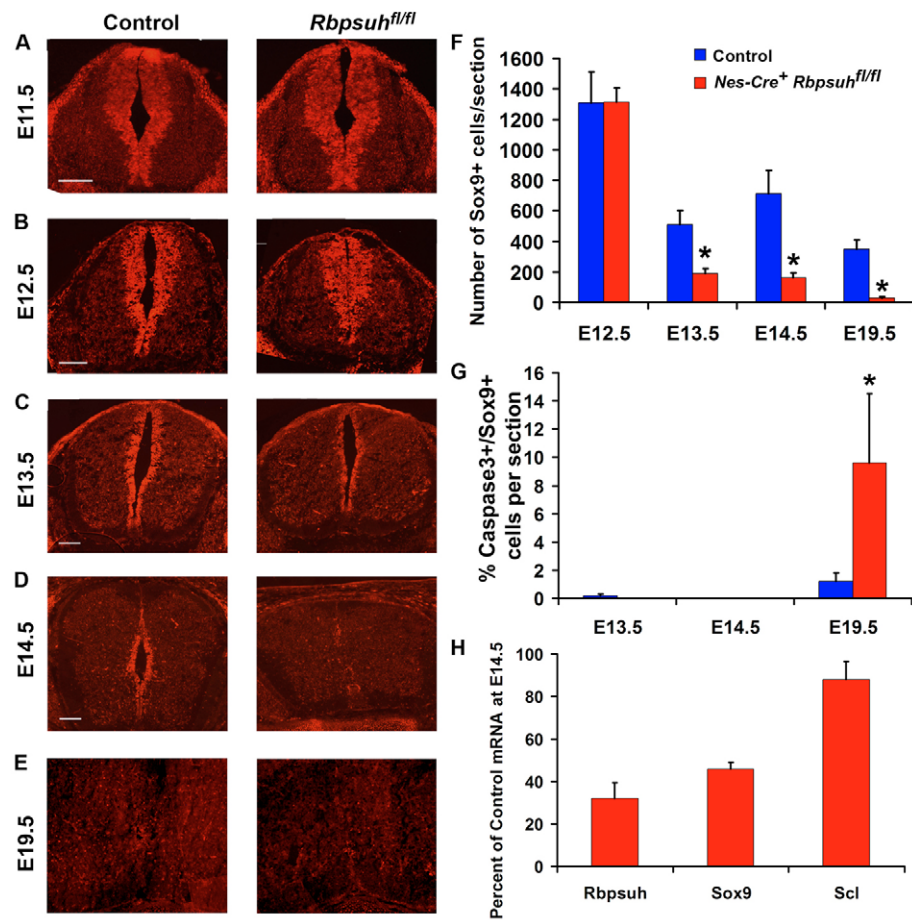 Control
Rbpsuh^fl/fl
A
E11.5
B
E12.5
C
E13.5
D
E14.5
E
E19.5
F
Control
Nes-Cre+ Rbpsuh^fl/fl
Number of Sox9+ cells/section
1600
1400
1200
1000
800
600
400
200
0
*
*
*
E12.5 E13.5 E14.5 E19.5
G
% Caspase3+/Sox9+
cells per section
16
14
12
10
8
6
4
2
0
*
E13.5 E14.5 E19.5
H
Percent of Control mRNA at E14.5
100
80
60
40
20
0
Rbpsuh Sox9 Scl